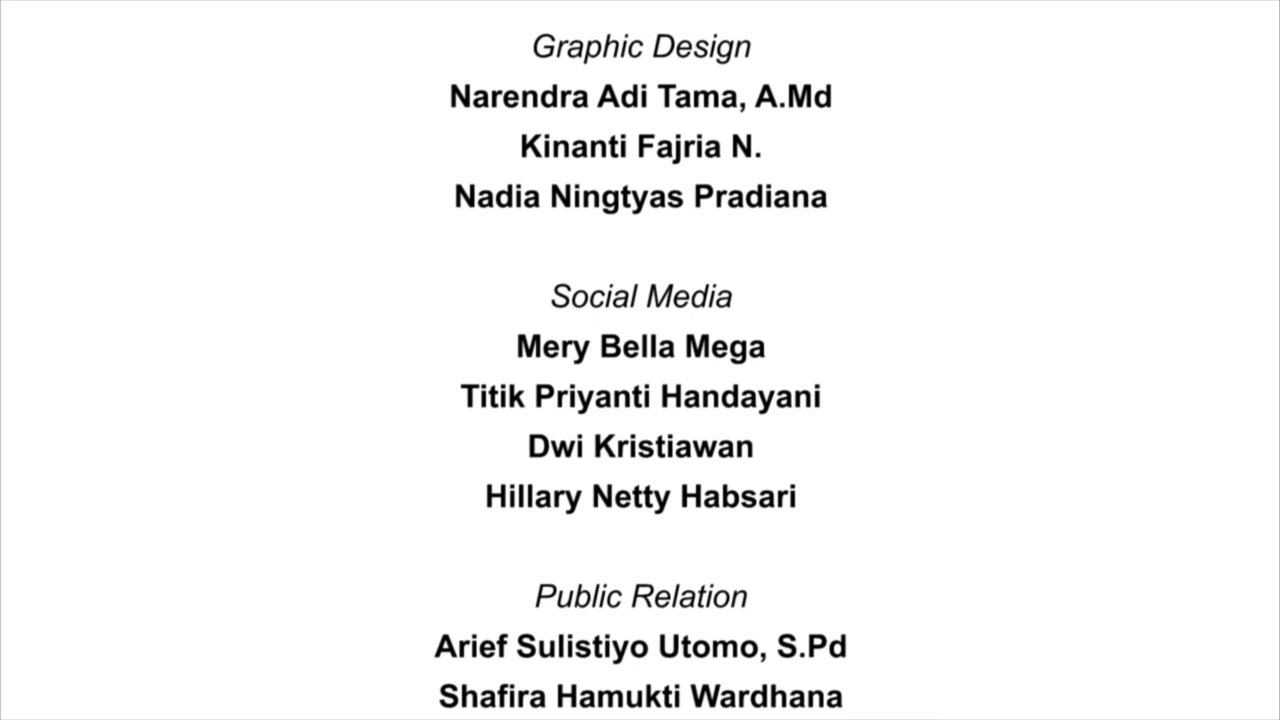 Graphic Design
Narendra Adi Tama, A.Md
Kinanti Fajria N.
Nadia Ningtyas Pradiana
Social Media
Mery Bella Mega
Titik Priyanti Handayani
Dwi Kristiawan
Hillary Netty Habsari
Public Relation
Arief Sulistiyo Utomo, S.Pd
Shafira Hamukti Wardhana